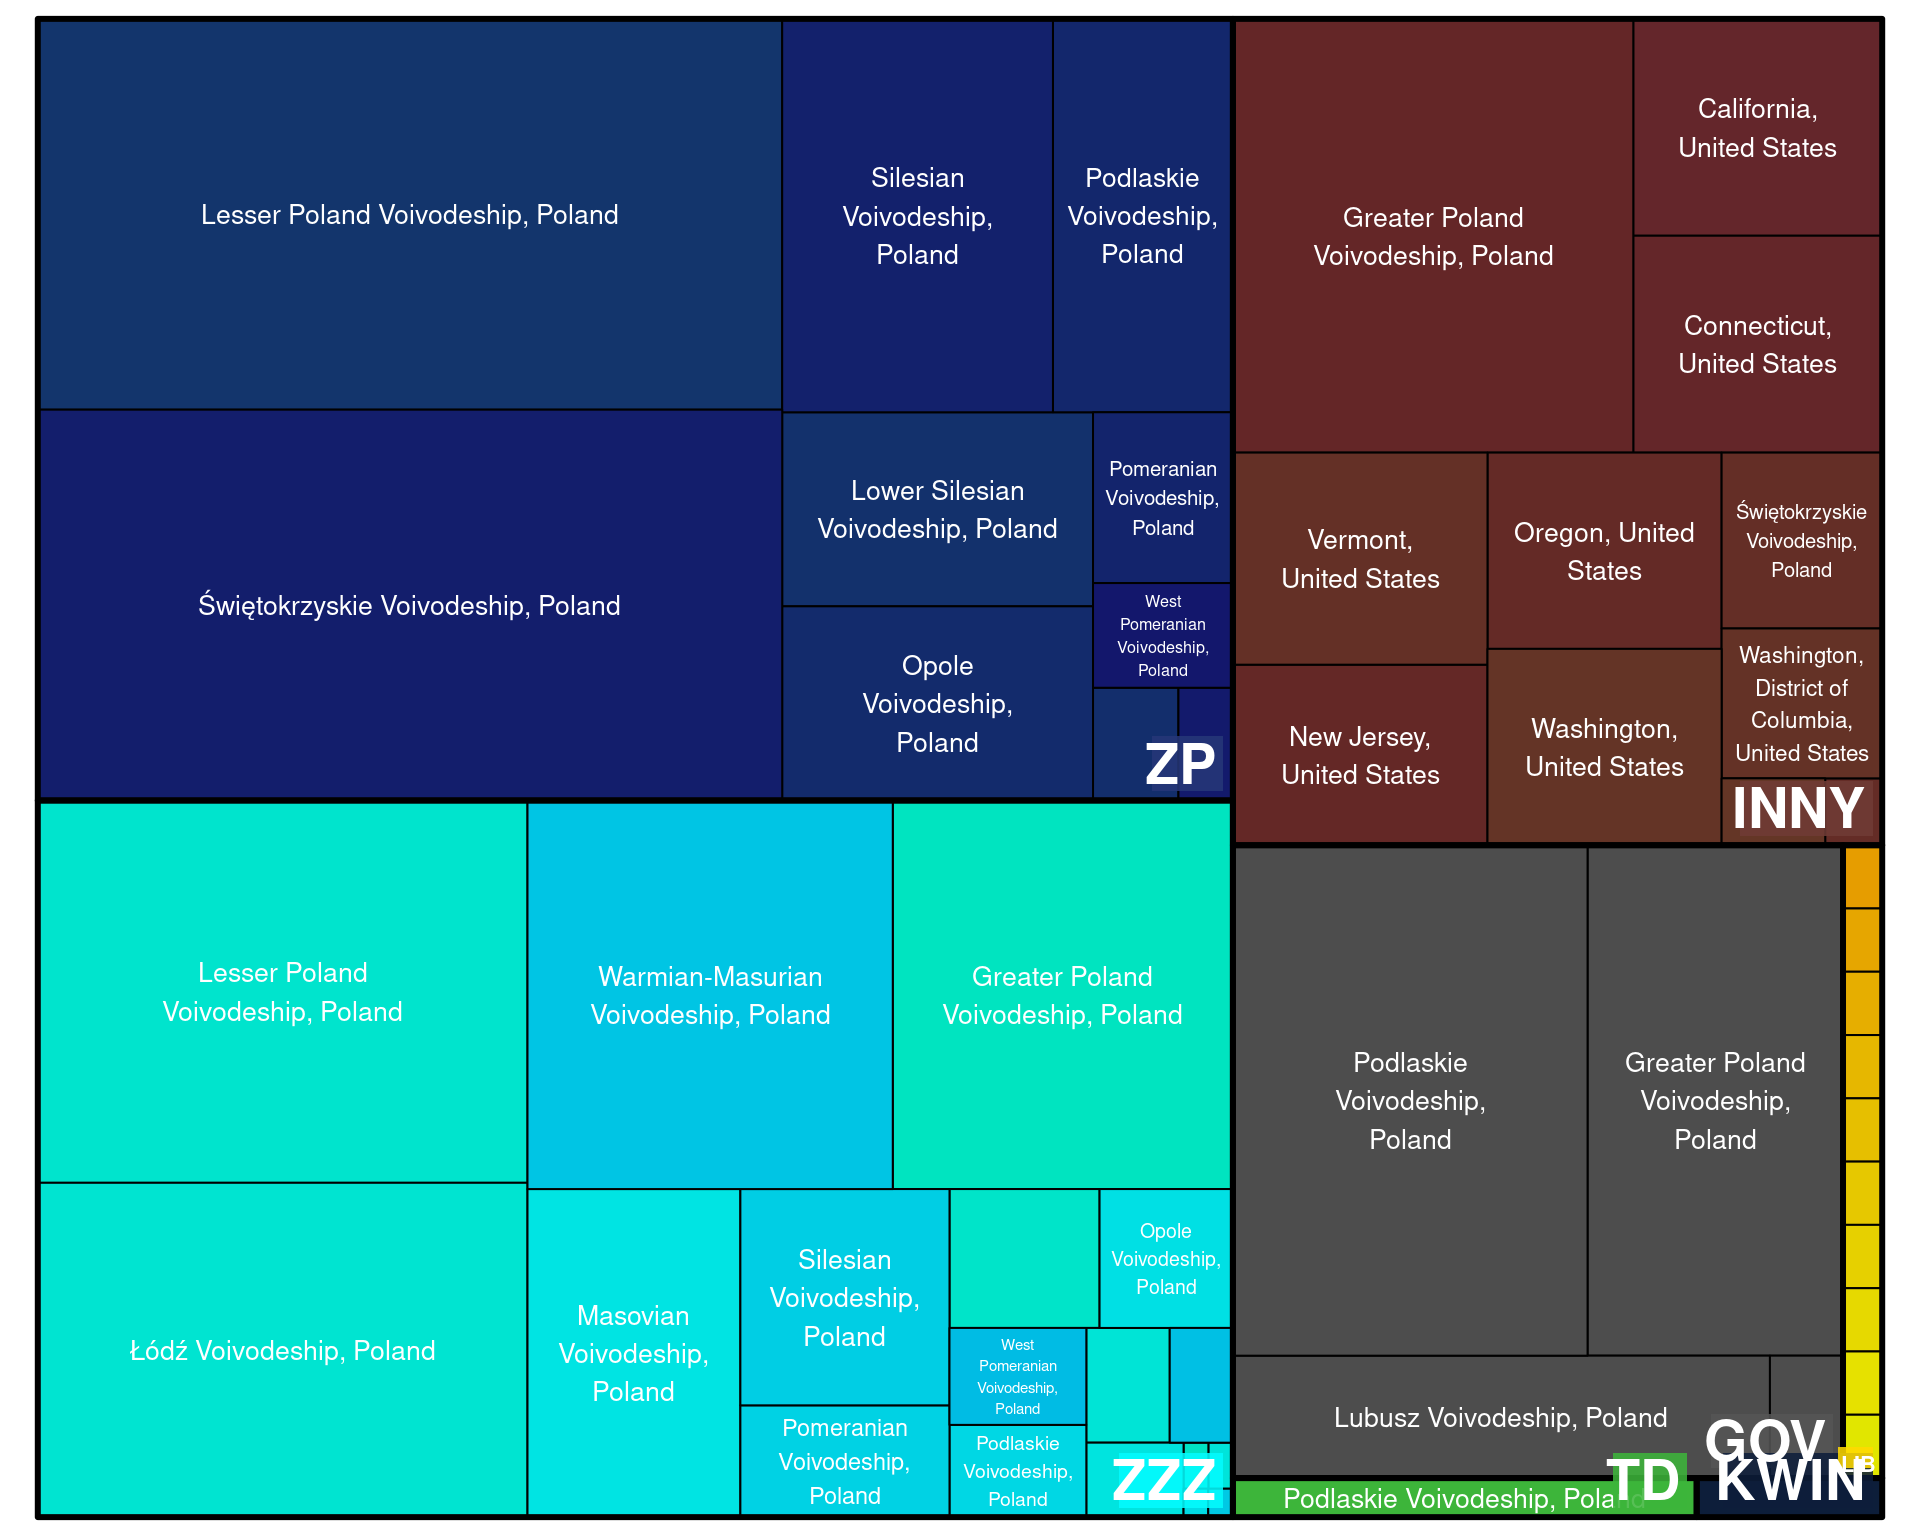 Lesser Poland Voivodeship, Poland
Silesian
Voivodeship,
Poland
Podlaskie
Voivodeship,
Poland
Świętokrzyskie Voivodeship, Poland
Lower Silesian
Voivodeship, Poland
Pomeranian
Voivodeship,
Poland
West
Pomeranian
Voivodeship,
Poland
Opole
Voivodeship,
Poland
ZP
Greater Poland
Voivodeship, Poland
California,
United States
Connecticut,
United States
Vermont,
United States
Oregon, United
States
Świętokrzyskie
Voivodeship,
Poland
New Jersey,
United States
Washington,
United States
Washington,
District of
Columbia,
United States
INNY
Lesser Poland
Voivodeship, Poland
Warmian-Masurian
Voivodeship, Poland
Greater Poland
Voivodeship, Poland
Łódź Voivodeship, Poland
Masovian
Voivodeship,
Poland
Silesian
Voivodeship,
Poland
Pomeranian
Voivodeship,
Poland
Opole
Voivodeship,
Poland
West
Pomeranian
Voivodeship,
Poland
Podlaskie
Voivodeship,
Poland
ZZZ
Podlaskie
Voivodeship,
Poland
Greater Poland
Voivodeship,
Poland
Lubusz Voivodeship, Poland
GOV
LIB
TD
KWIN
Podlaskie Voivodeship, Poland